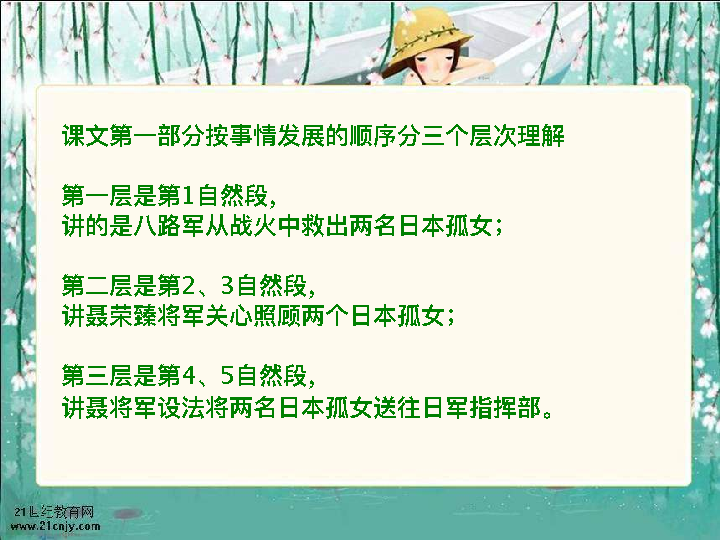 课文第一部分按事情发展的顺序分三个层次理解
第一层是第1自然段，
讲的是八路军从战火中救出两名日本孤女；
第二层是第2、3自然段，
讲聂荣臻将军关心照顾两个日本孤女；
第三层是第4、5自然段，
讲聂将军设法将两名日本孤女送往日军指挥部。
21世纪教育网
www.21cnjy.com